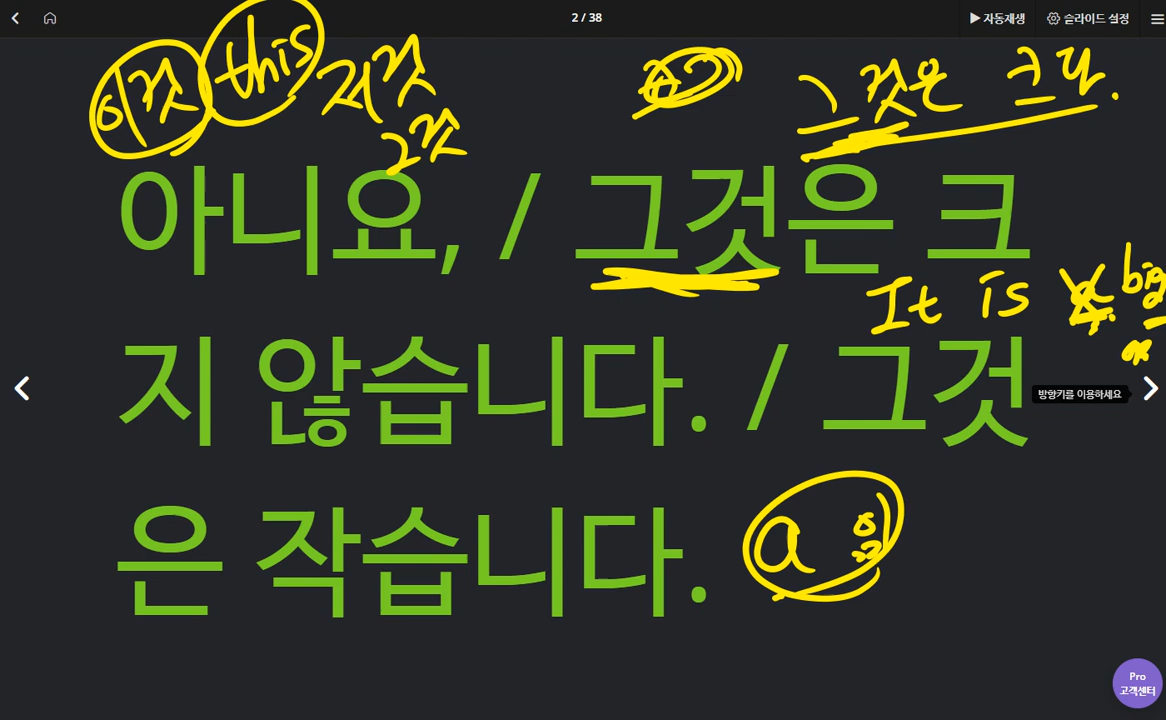 2 / 38
자동재생
슬라이드 설정
이것 this 저것
그것
그것은 크다.
아니요, / 그것은 크
It is big
지 않습니다. / 그것
방향키를 이용하세요
은 작습니다.
a
Pro
고객센터